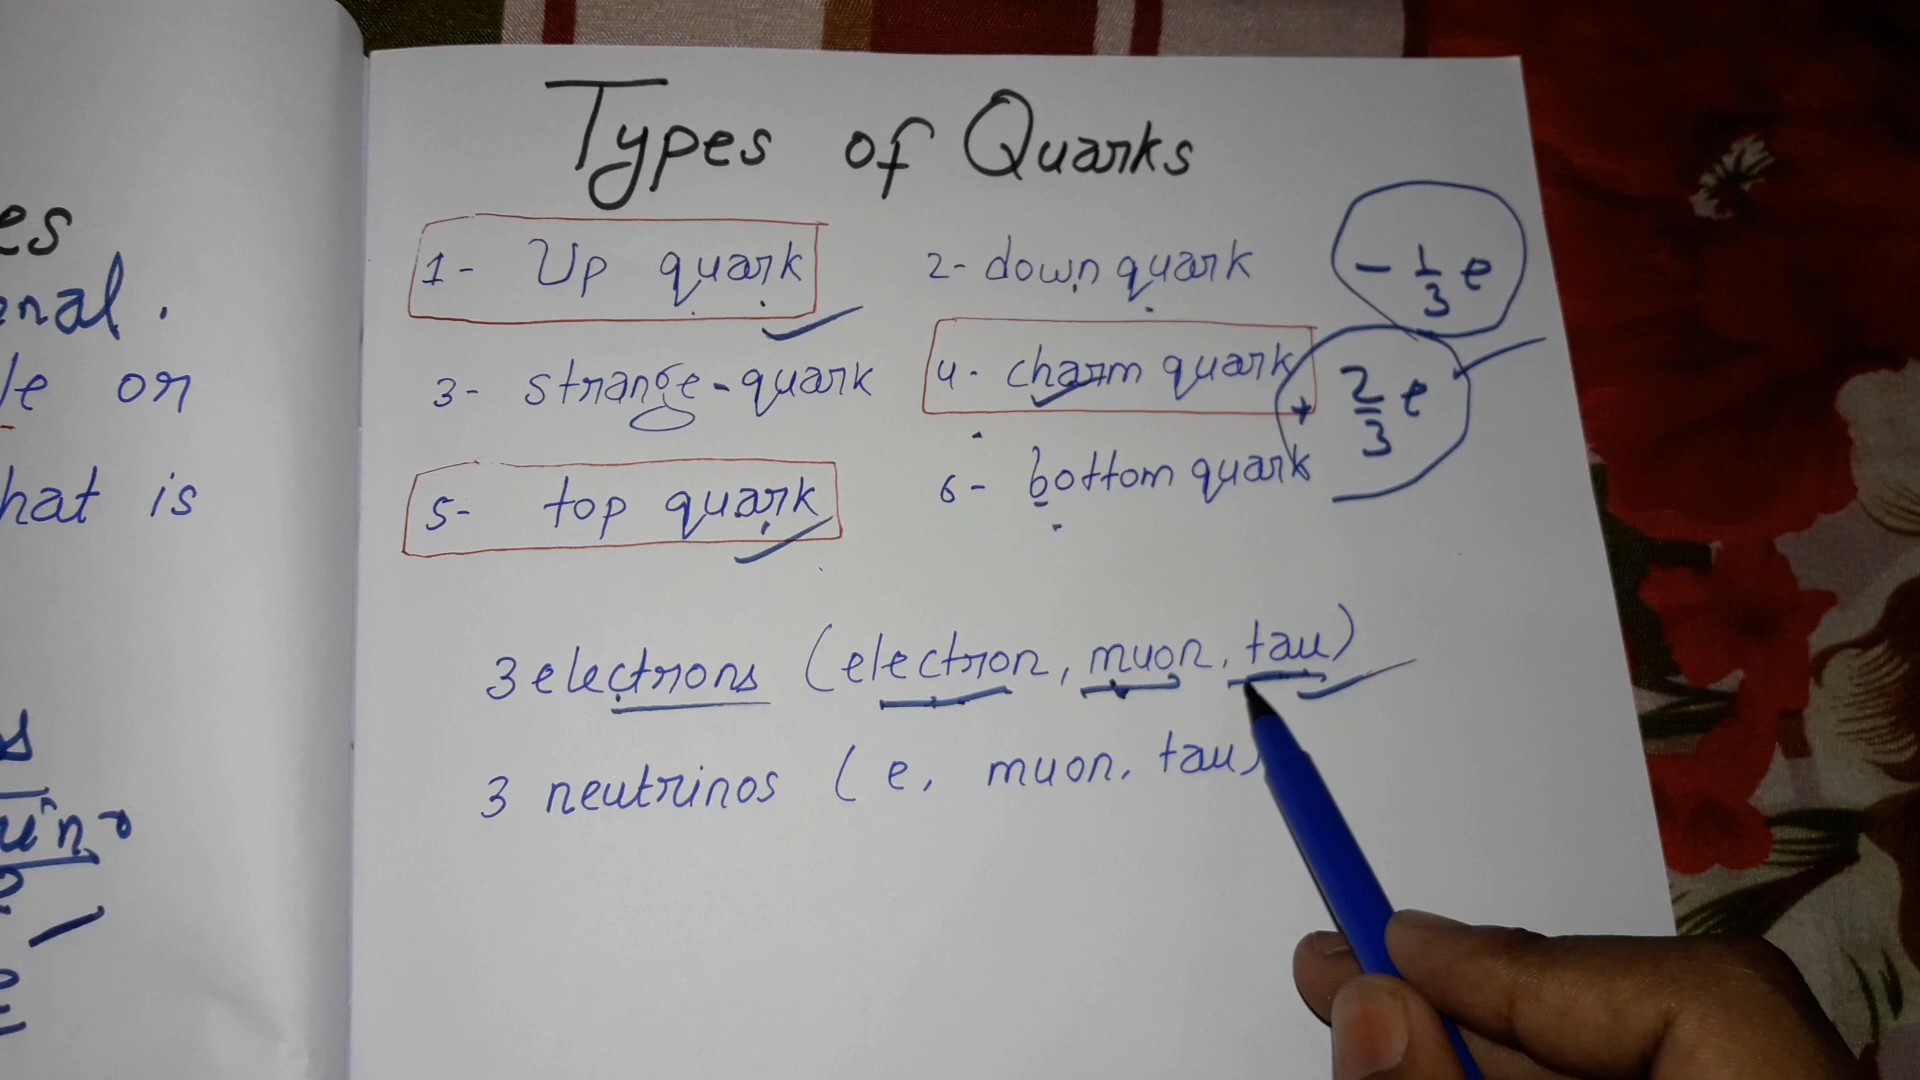 es
onal.
le or
hat is
Types of Quarks
1- Up quark 2- down quark - 1/3 e
3- strange-quark 4- charm quark + 2/3 e
5- top quark 6- bottom quark
3 electrons (electron, muon, tau)
3 neutrinos (e, muon, tau)